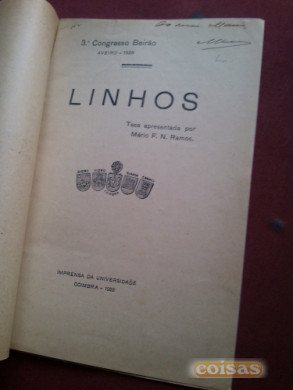 3.º Congresso Beirão
LINHOS
Tese apresentada por
Mário F. N. Ramos.
IMPRENSA DA UNIVERSIDADE
COIMBRA
coisas